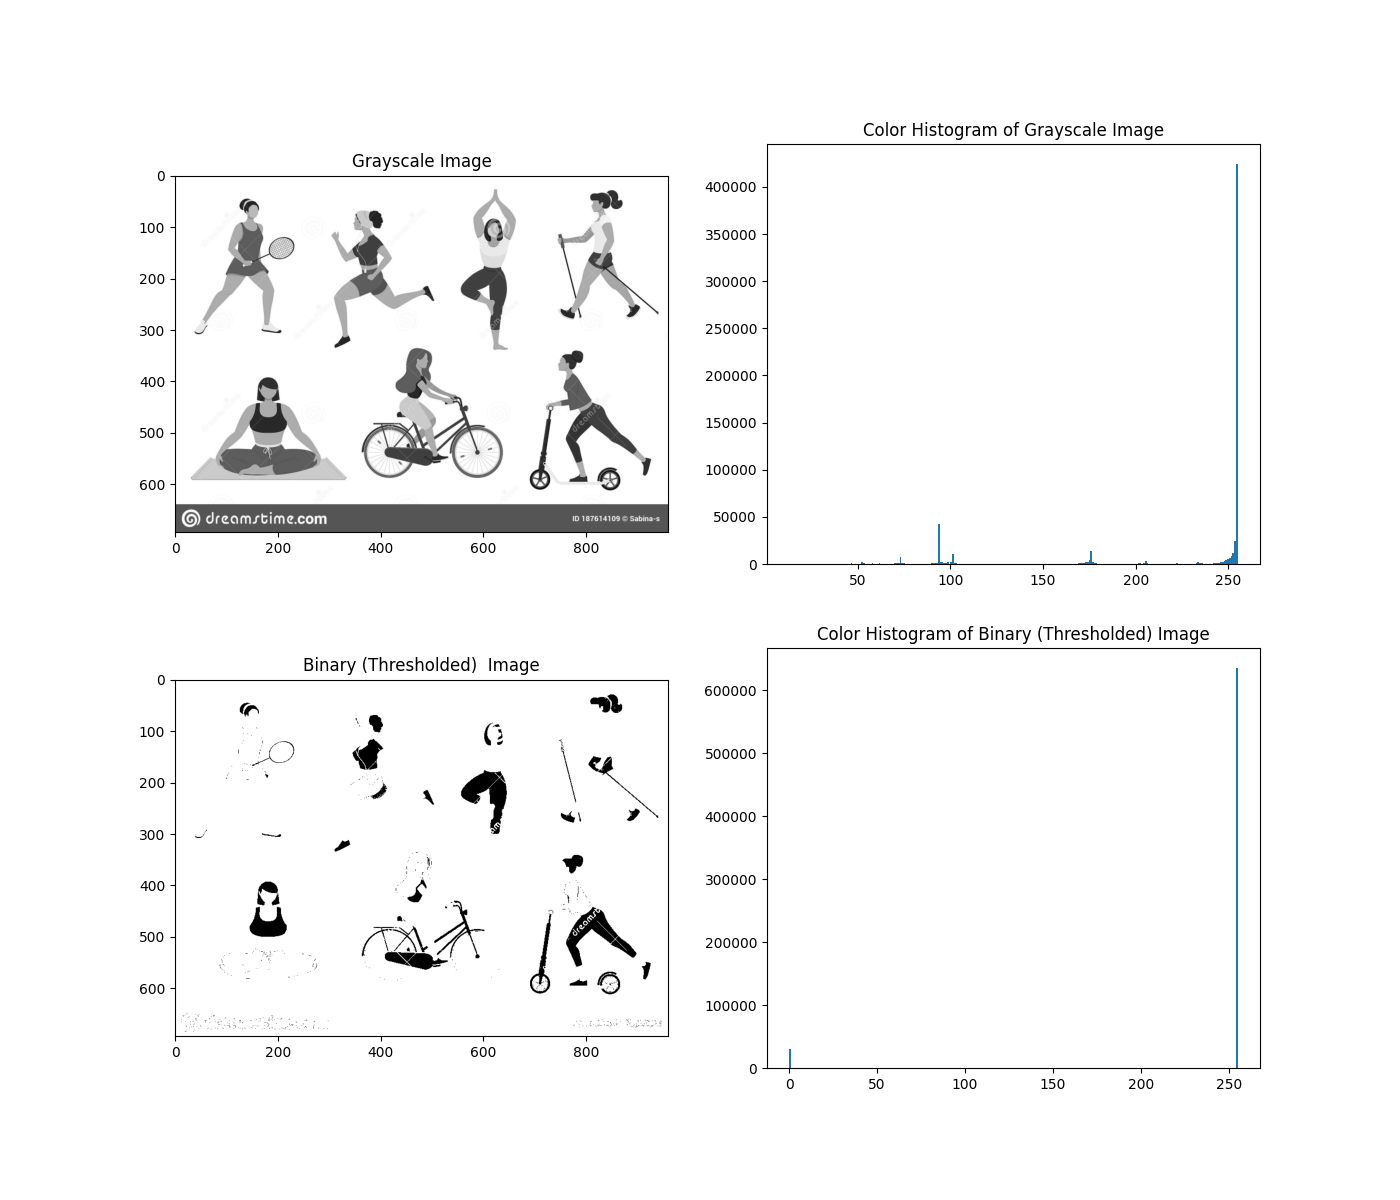 Grayscale Image
0
100
200
300
400
500
600
0 200 400 600 800
dreamstime.com
ID 187614109 © Sabina-s
dreams
Color Histogram of Grayscale Image
400000
350000
300000
250000
200000
150000
100000
50000
0
50 100 150 200 250
Binary (Thresholded)  Image
0
100
200
300
400
500
600
0 200 400 600 800
dreams
Color Histogram of Binary (Thresholded) Image
600000
500000
400000
300000
200000
100000
0
0 50 100 150 200 250